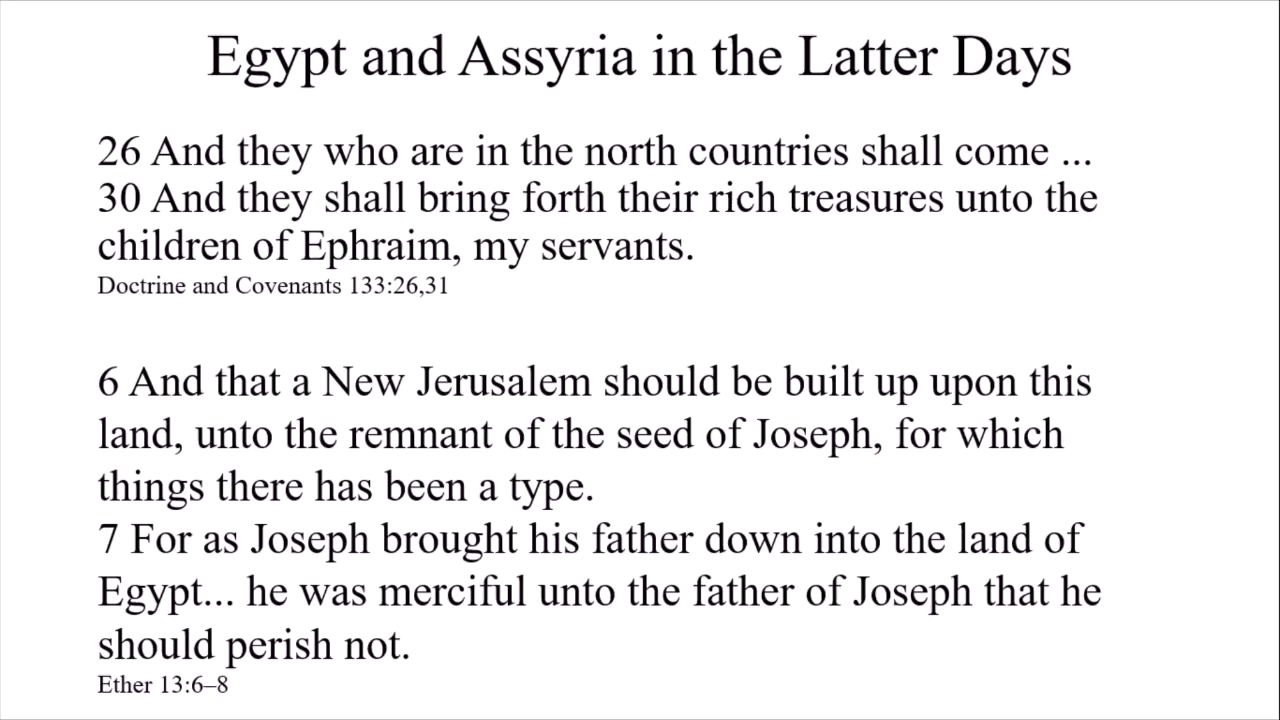 Egypt and Assyria in the Latter Days
26 And they who are in the north countries shall come ...
30 And they shall bring forth their rich treasures unto the
children of Ephraim, my servants.
Doctrine and Covenants 133:26,31
6 And that a New Jerusalem should be built up upon this
land, unto the remnant of the seed of Joseph, for which
things there has been a type.
7 For as Joseph brought his father down into the land of
Egypt... he was merciful unto the father of Joseph that he
should perish not.
Ether 13:6–8